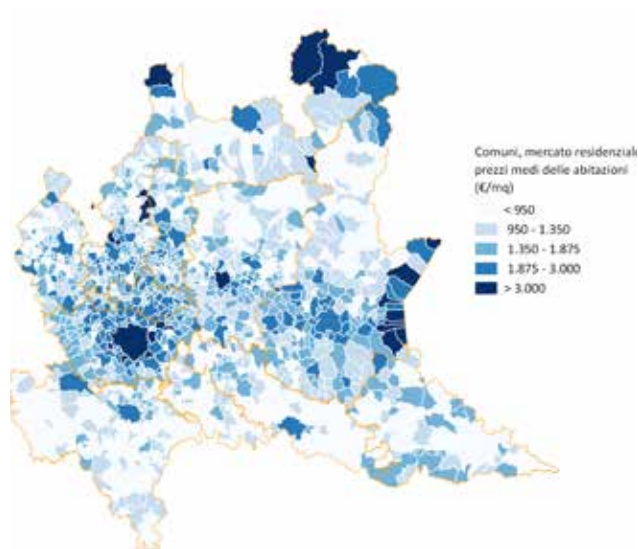 Comuni, mercato residenziale
prezzi medi delle abitazioni
(€/mq)
< 950
950 - 1.350
1.350 - 1.875
1.875 - 3.000
> 3.000